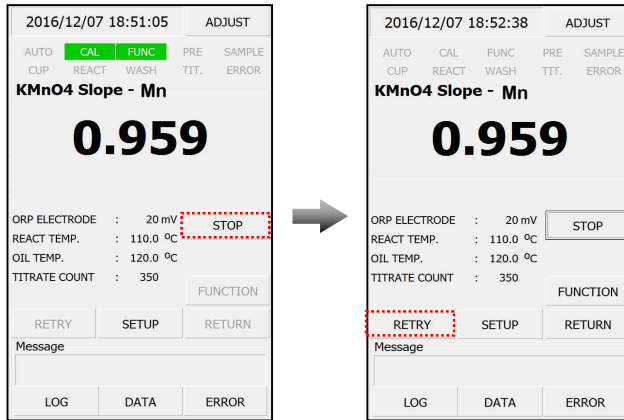 2016/12/07 18:51:05 ADJUST
AUTO CAL FUNC PRE SAMPLE
CUP REACT WASH TIT. ERROR
KMnO4 Slope - Mn
0.959
ORP ELECTRODE : 20 mV
STOP
REACT TEMP. : 110.0 ºC
OIL TEMP. : 120.0 ºC
TITRATE COUNT : 350
FUNCTION
RETRY SETUP RETURN
Message
LOG DATA ERROR
2016/12/07 18:52:38 ADJUST
AUTO CAL FUNC PRE SAMPLE
CUP REACT WASH TIT. ERROR
KMnO4 Slope - Mn
0.959
ORP ELECTRODE : 20 mV
STOP
REACT TEMP. : 110.0 ºC
OIL TEMP. : 120.0 ºC
TITRATE COUNT : 350
FUNCTION
RETRY SETUP RETURN
Message
LOG DATA ERROR